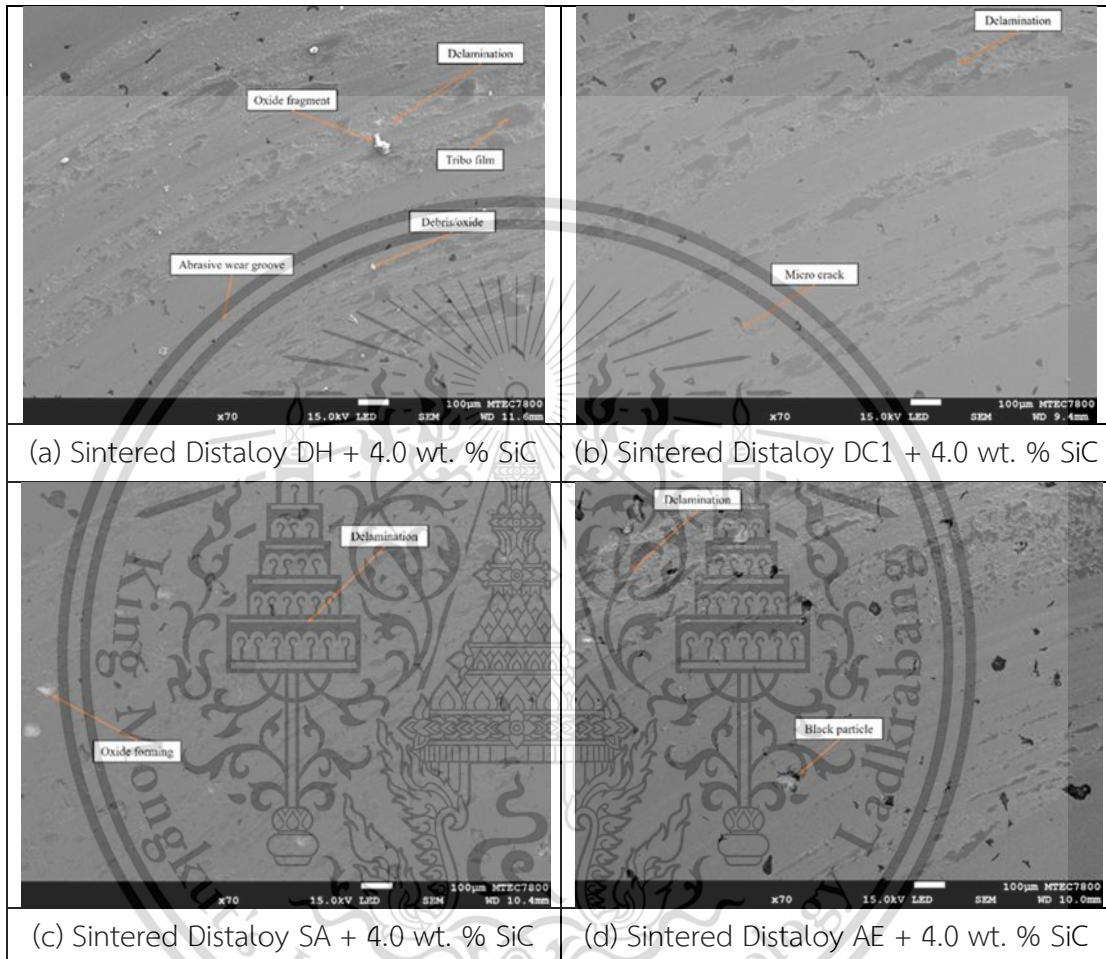 Delamination
Oxide fragment
Tribo film
Debris/oxide
Abrasive wear groove
100µm MTEC7800
x70 15.0kV LED SEM WD 11.6mm
Delamination
Micro crack
100µm MTEC7800
x70 15.0kV LED SEM WD 9.4mm
(a) Sintered Distaloy DH + 4.0 wt. % SiC
(b) Sintered Distaloy DC1 + 4.0 wt. % SiC
Delamination
Oxide forming
100µm MTEC7800
x70 15.0kV LED SEM WD 10.4mm
Delamination
Black particle
100µm MTEC7800
x70 15.0kV LED SEM WD 10.0mm
(c) Sintered Distaloy SA + 4.0 wt. % SiC
(d) Sintered Distaloy AE + 4.0 wt. % SiC
King Mongkut's
Ladkrabang